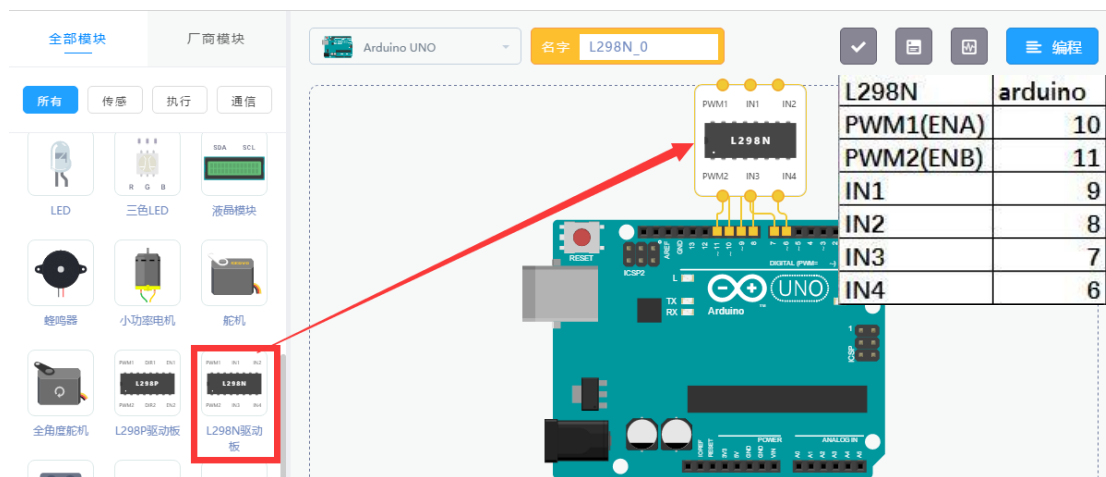 全部模块
厂商模块
所有
传感
执行
通信
LED
R G B
三色LED
SDA SCL
液晶模块
蜂鸣器
小功率电机
舵机
全角度舵机
PWM1 DIR1 EN1
L298P
PWM2 DIR2 EN2
L298P驱动板
PWM1 IN1 IN2
L298N
PWM2 IN3 IN4
L298N驱动
板
Arduino UNO
名字 L298N_0
编程
PWM1 IN1 IN2
L298N
PWM2 IN3 IN4
L298N arduino
PWM1(ENA) 10
PWM2(ENB) 11
IN1 9
IN2 8
IN3 7
IN4 6
RESET
ICSP2
AREF
GND
13
12
~11
~10
~9
8
7
~6
~5
4
~3
2
DIGITAL (PWM= ~)
L
TX
RX
UNO
Arduino
TM
1
ICSP
IOREF
RESET
3V3
5V
GND
GND
VIN
POWER
ANALOG IN
A0
A1
A2
A3
A4
A5